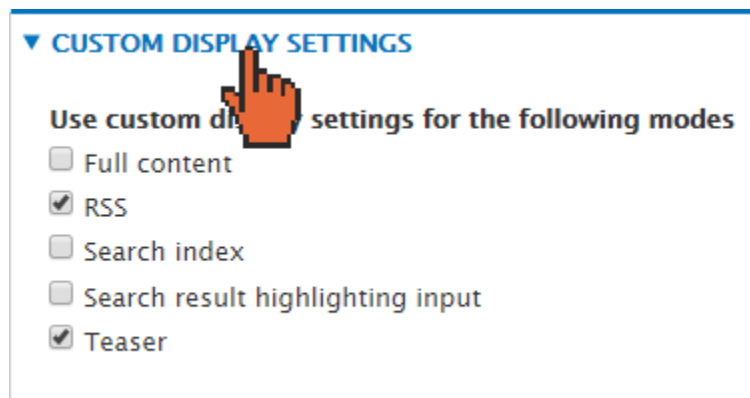 CUSTOM DISPLAY SETTINGS
Use custom display settings for the following modes
Full content
RSS
Search index
Search result highlighting input
Teaser